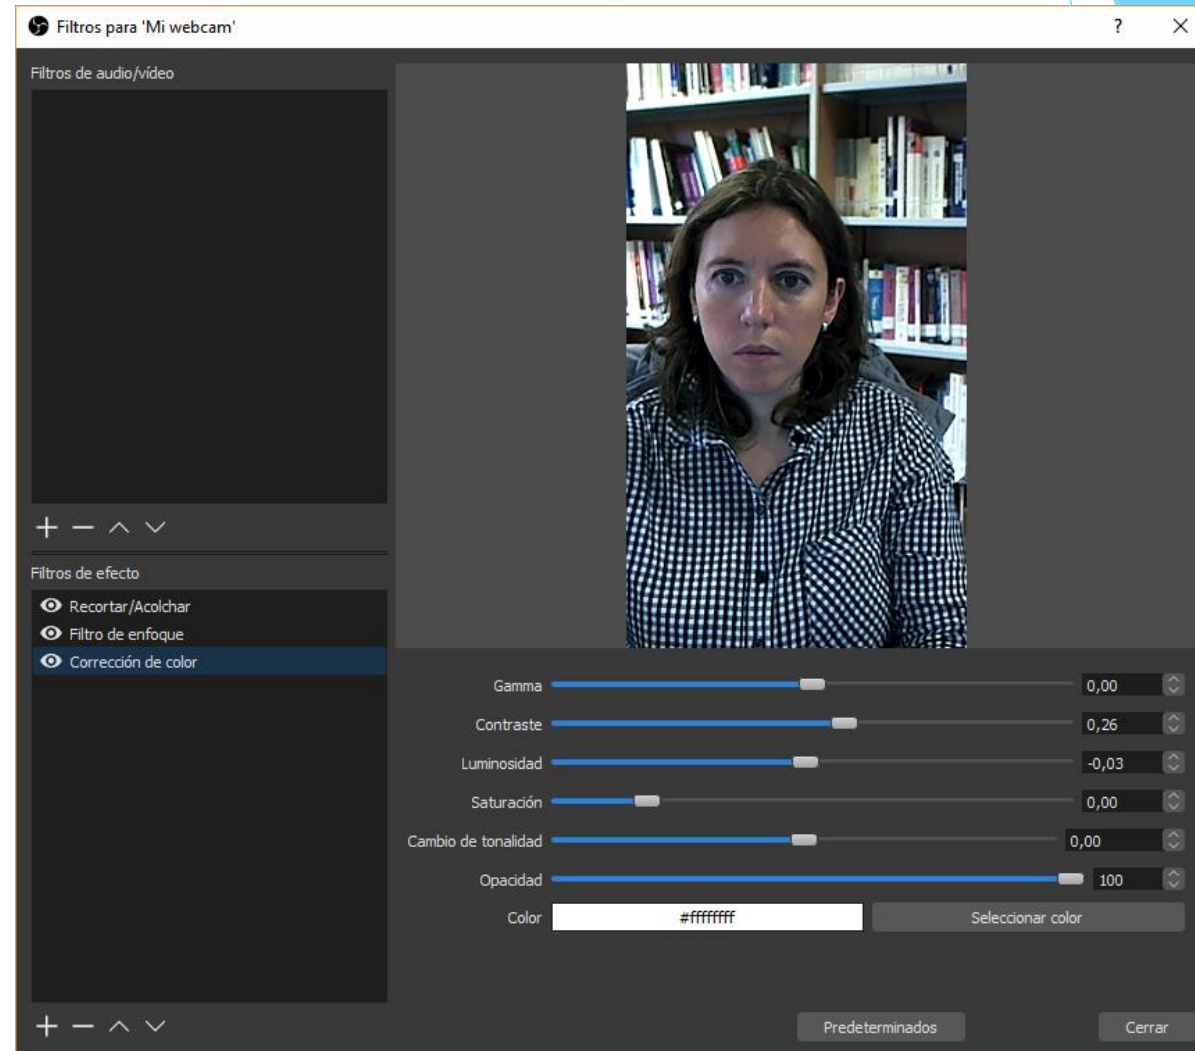 Filtros para 'Mi webcam'
?
Filtros de audio/vídeo
Filtros de efecto
Recortar/Acolchar
Filtro de enfoque
Corrección de color
Gamma 0,00
Contraste 0,26
Luminosidad -0,03
Saturación 0,00
Cambio de tonalidad 0,00
Opacidad 100
Color #ffffffff Seleccionar color
Predeterminados Cerrar